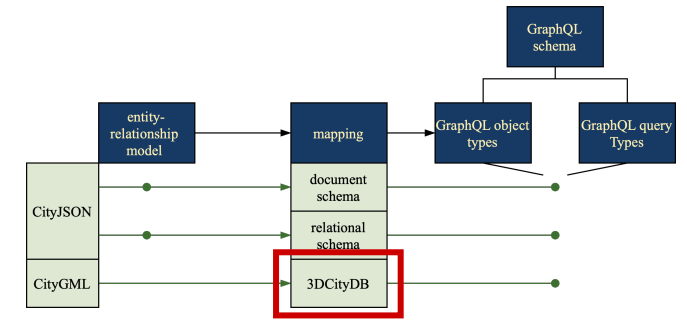 GraphQL
schema
entity-
relationship
model
mapping
GraphQL object
types
GraphQL query
Types
CityJSON
document
schema
relational
schema
CityGML
3DCityDB